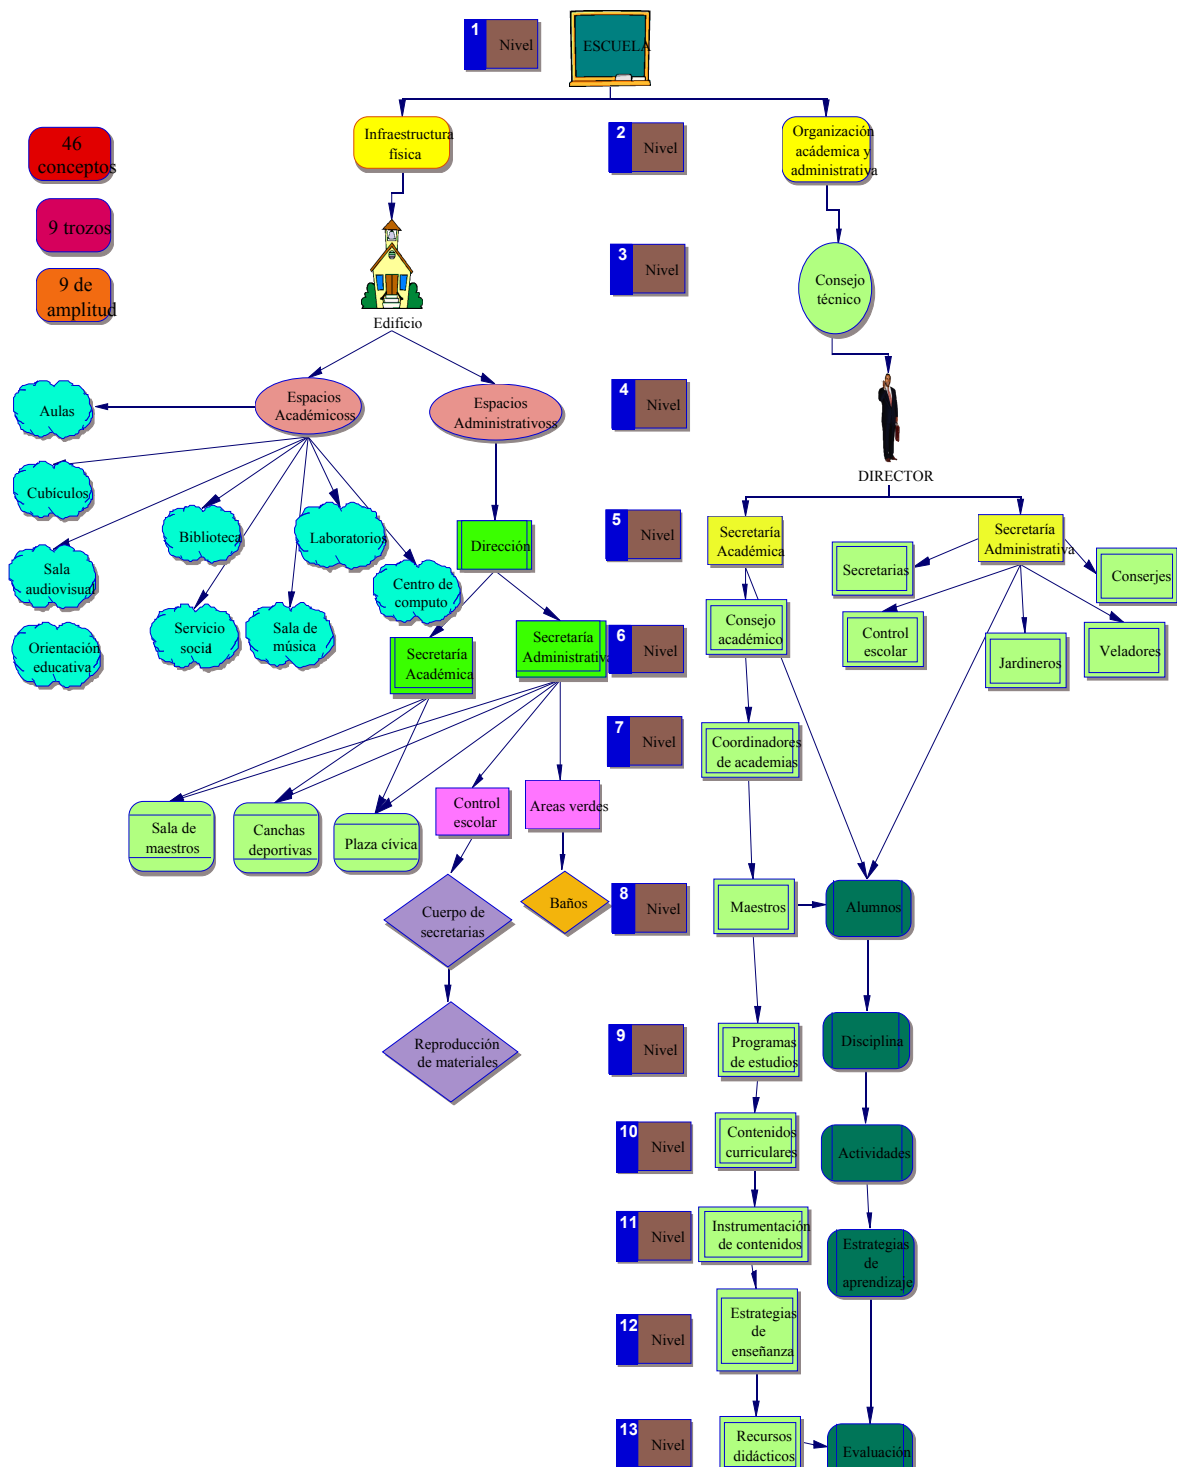 1
Nivel
ESCUELA
46
conceptos
9 trozos
9 de
amplitud
Infraestructura
física
2
Nivel
Organización
académica y
administrativa
3
Nivel
Consejo
técnico
Edificio
4
Nivel
Espacios
Académicoss
Espacios
Administrativoss
Aulas
DIRECTOR
Cubículos
Biblioteca
Laboratorios
Dirección
5
Nivel
Secretaría
Académica
Secretaría
Administrativa
Secretarias
Conserjes
Sala
audiovisual
Centro de
computo
Servicio
socia
Sala de
música
Orientación
educativa
Secretaría
Académica
Secretaría
Administrativa
6
Nivel
Consejo
académico
Control
escolar
Jardineros
Veladores
7
Nivel
Coordinadores
de academias
Sala de
maestros
Canchas
deportivas
Plaza cívica
Control
escolar
Areas verdes
Cuerpo de
secretarias
Baños
8
Nivel
Maestros
Alumnos
Reproducción
de materiales
9
Nivel
Programas
de estudios
Disciplina
10
Nivel
Contenidos
curriculares
Actividades
11
Nivel
Instrumentación
de contenidos
Estrategias
de
aprendizaje
12
Nivel
Estrategias
de
enseñanza
13
Nivel
Recursos
didácticos
Evaluación